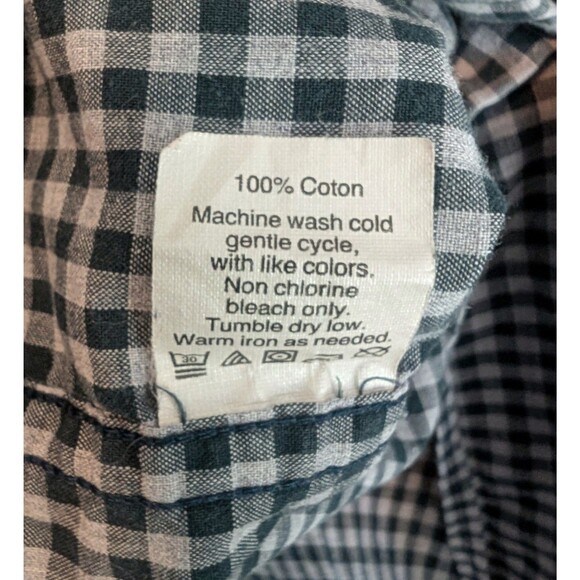 100% Coton
Machine wash cold
gentle cycle,
with like colors.
Non chlorine
bleach only.
Tumble dry low.
Warm iron as needed.
30